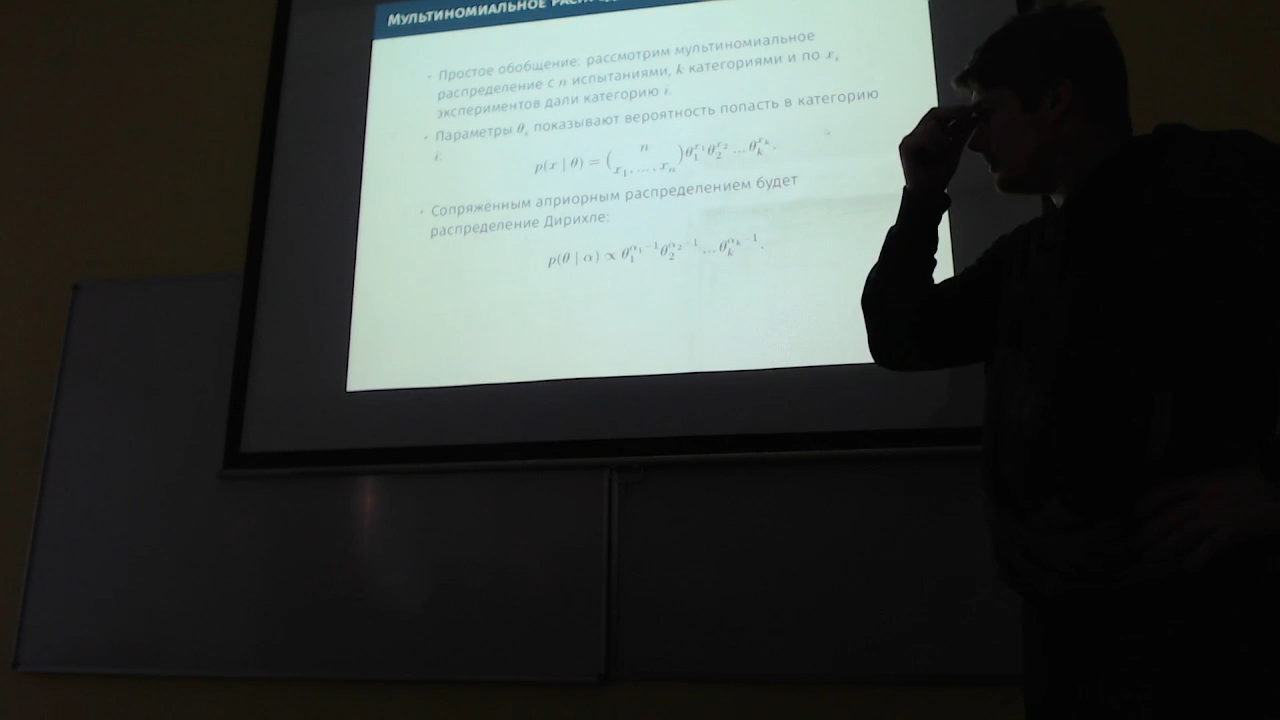 Мультиномиальное
• Простое обобщение: рассмотрим мультиномиальное
распределение с n испытаниями, k категориями и по x_i
экспериментов дали категорию i.
• Параметры θ_i показывают вероятность попасть в категорию
i:
p(x | θ) = (n x_1, ..., x_n) θ_1^{x_1} θ_2^{x_2} ... θ_k^{x_k}.
• Сопряжённым априорным распределением будет
распределение Дирихле:
p(θ | α) ∝ θ_1^{α_1−1} θ_2^{α_2−1} ... θ_k^{α_k−1}.